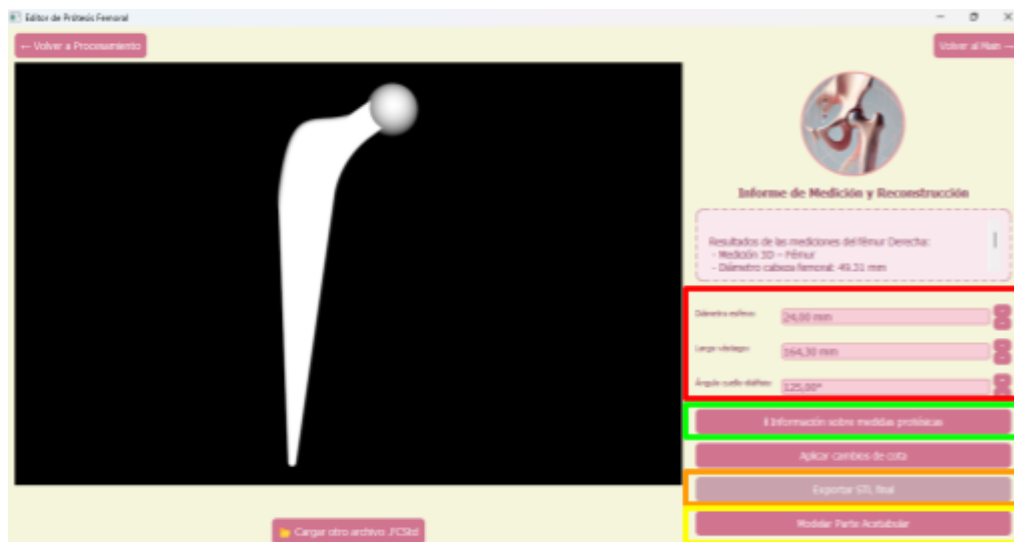 Editor de Prótesis Femoral
← Volver a Procesamiento
Volver al Main →
Informe de Medición y Reconstrucción
Resultados de las mediciones del fémur Derecha:
- Medición 3D – Fémur
- Diámetro cabeza femoral: 49.31 mm
Diámetro esfera:
24,00 mm
Largo vástago:
164,30 mm
Ángulo cuello diáfisis:
125,00°
Información sobre medidas protésicas
Aplicar cambios de cota
Exportar STL final
Modelar Parte Acetabular
Cargar otro archivo .FCStd